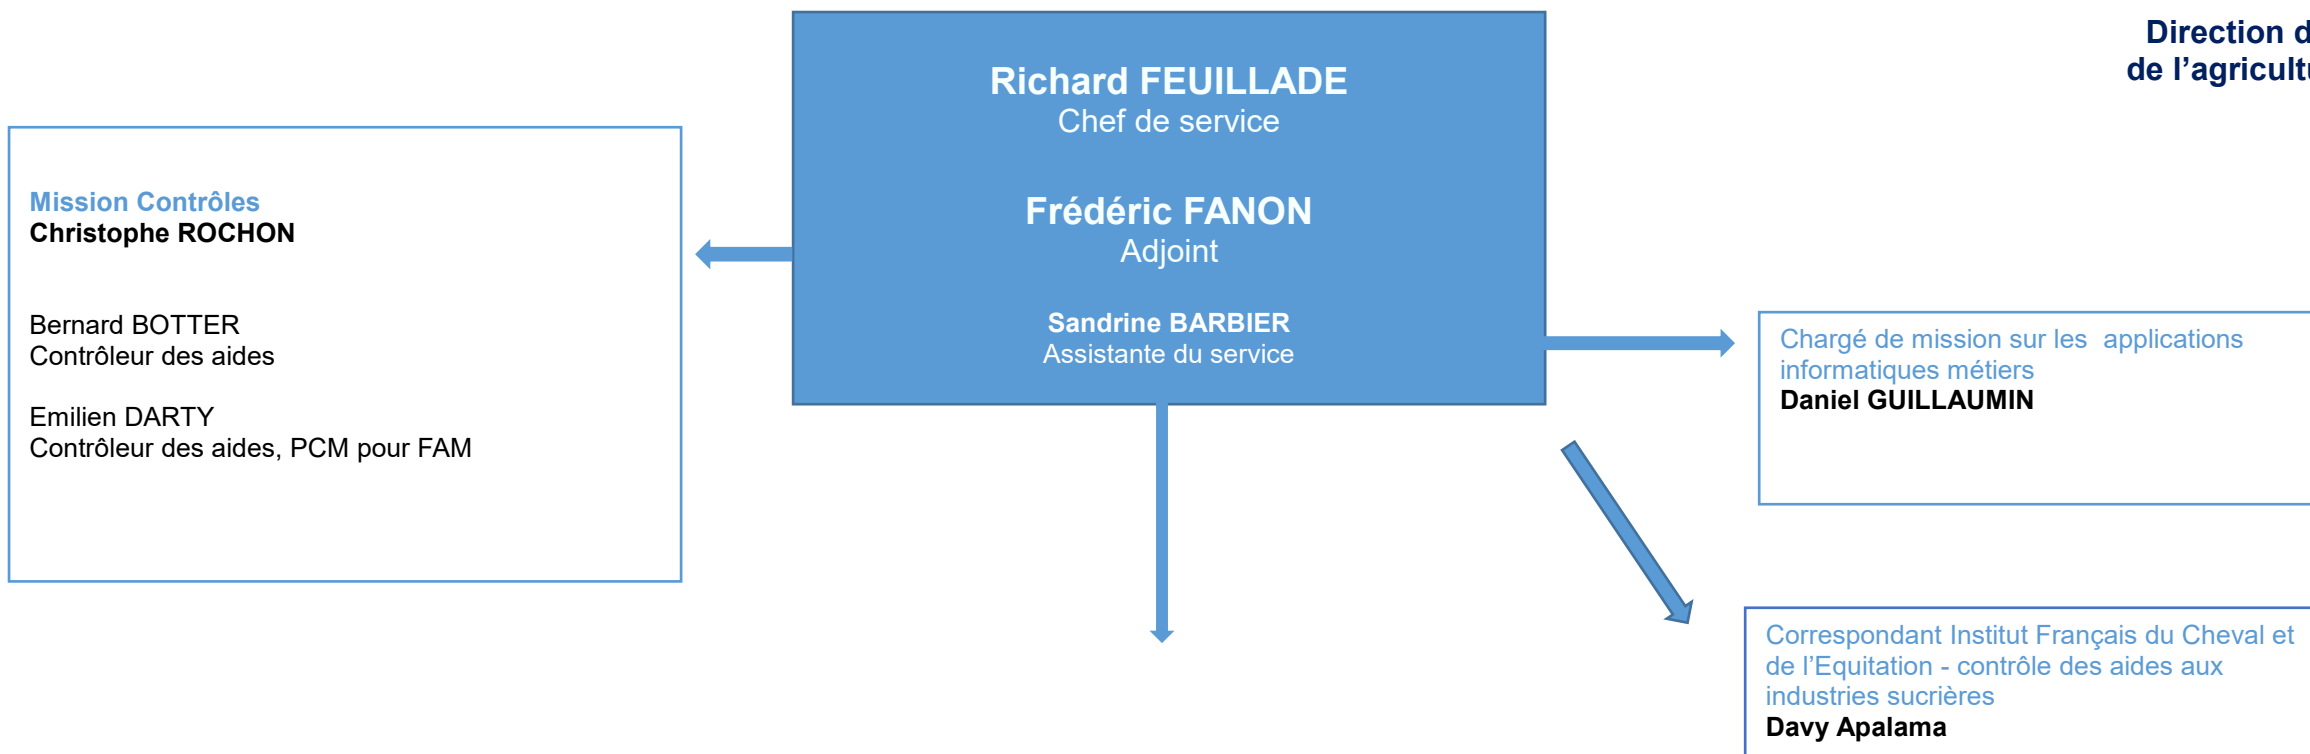 Direction d
de l’agricult
Richard FEUILLADE
Chef de service
Frédéric FANON
Adjoint
Sandrine BARBIER
Assistante du service
Mission Contrôles
Christophe ROCHON
Bernard BOTTER
Contrôleur des aides
Emilien DARTY
Contrôleur des aides, PCM pour FAM
Chargé de mission sur les  applications
informatiques métiers
Daniel GUILLAUMIN
Correspondant Institut Français du Cheval et
de l’Equitation - contrôle des aides aux
industries sucrières
Davy Apalama